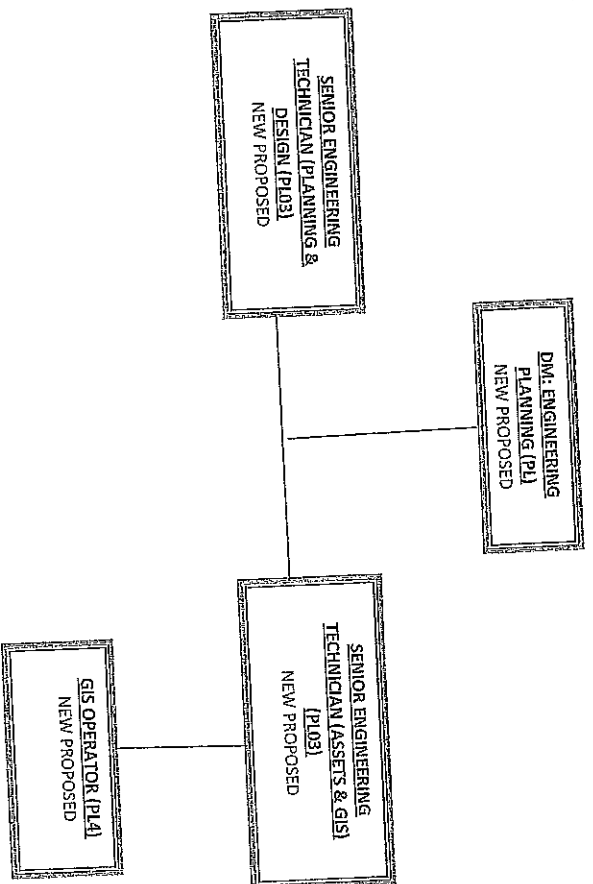 DM: ENGINEERING
PLANNING (PL)
NEW PROPOSED
SENIOR ENGINEERING
TECHNICIAN (PLANNING &
DESIGN (PL03)
NEW PROPOSED
SENIOR ENGINEERING
TECHNICIAN (ASSETS & GIS)
(PL03)
NEW PROPOSED
GIS OPERATOR (PL4)
NEW PROPOSED